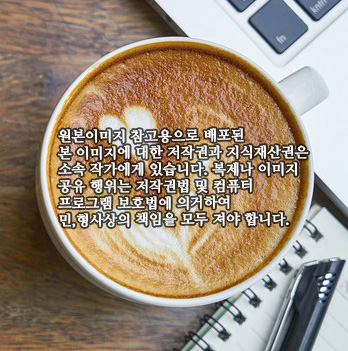 fn
원본이미지 참고용으로 배포된
본 이미지에 대한 저작권과 지식재산권은
소속 작가에게 있습니다. 복제나 이미지
공유 행위는 저작권법 및 컴퓨터
프로그램 보호법에 의거하여
민,형사상의 책임을 모두 져야 합니다.